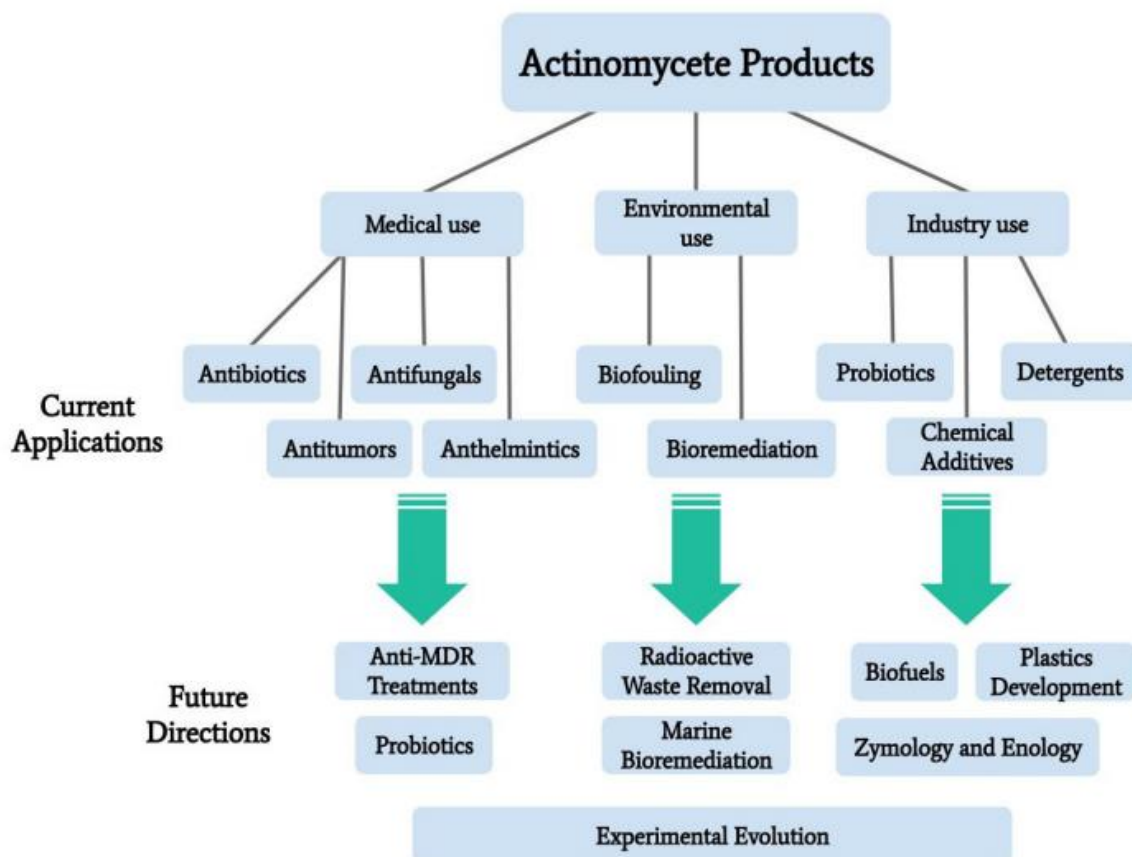 Actinomycete Products
Medical use
Environmental
use
Industry use
Current
Applications
Antibiotics
Antifungals
Biofouling
Probiotics
Detergents
Antitumors
Anthelmintics
Bioremediation
Chemical
Additives
Future
Directions
Anti-MDR
Treatments
Radioactive
Waste Removal
Biofuels
Plastics
Development
Probiotics
Marine
Bioremediation
Zymology and Enology
Experimental Evolution